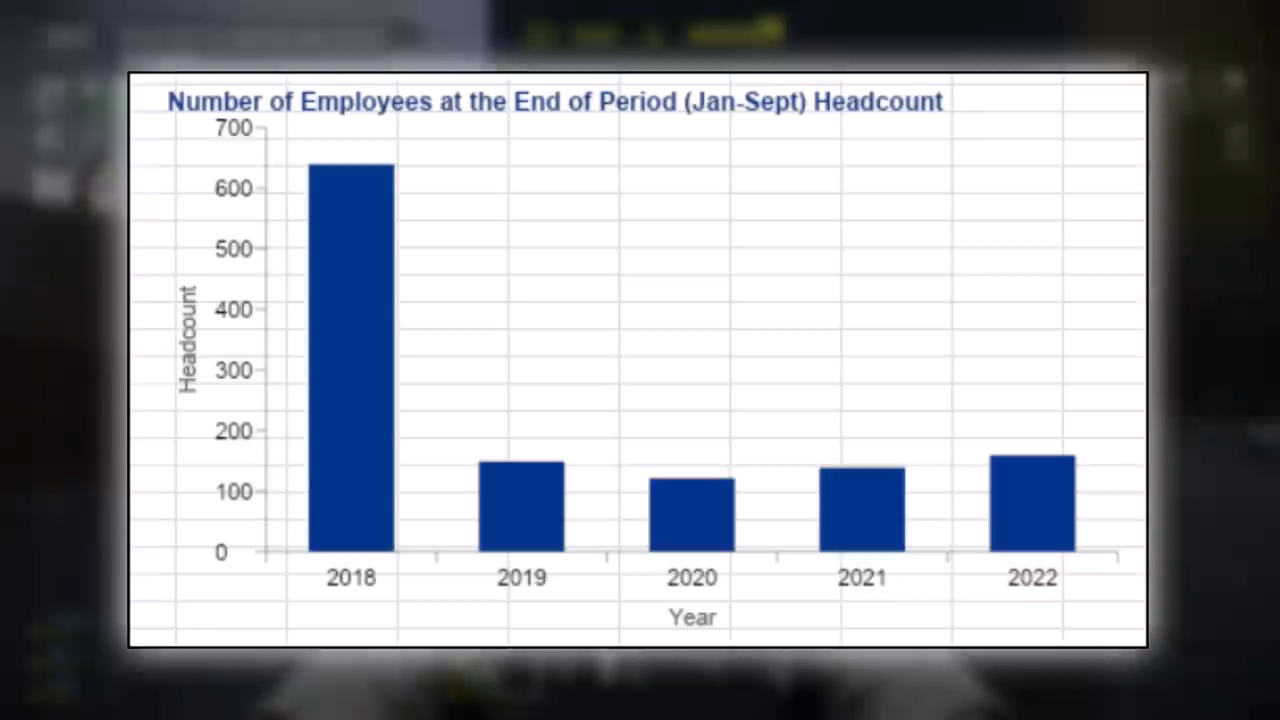 Number of Employees at the End of Period (Jan-Sept) Headcount
700
600
500
400
300
200
100
0
Headcount
2018 2019 2020 2021 2022
Year